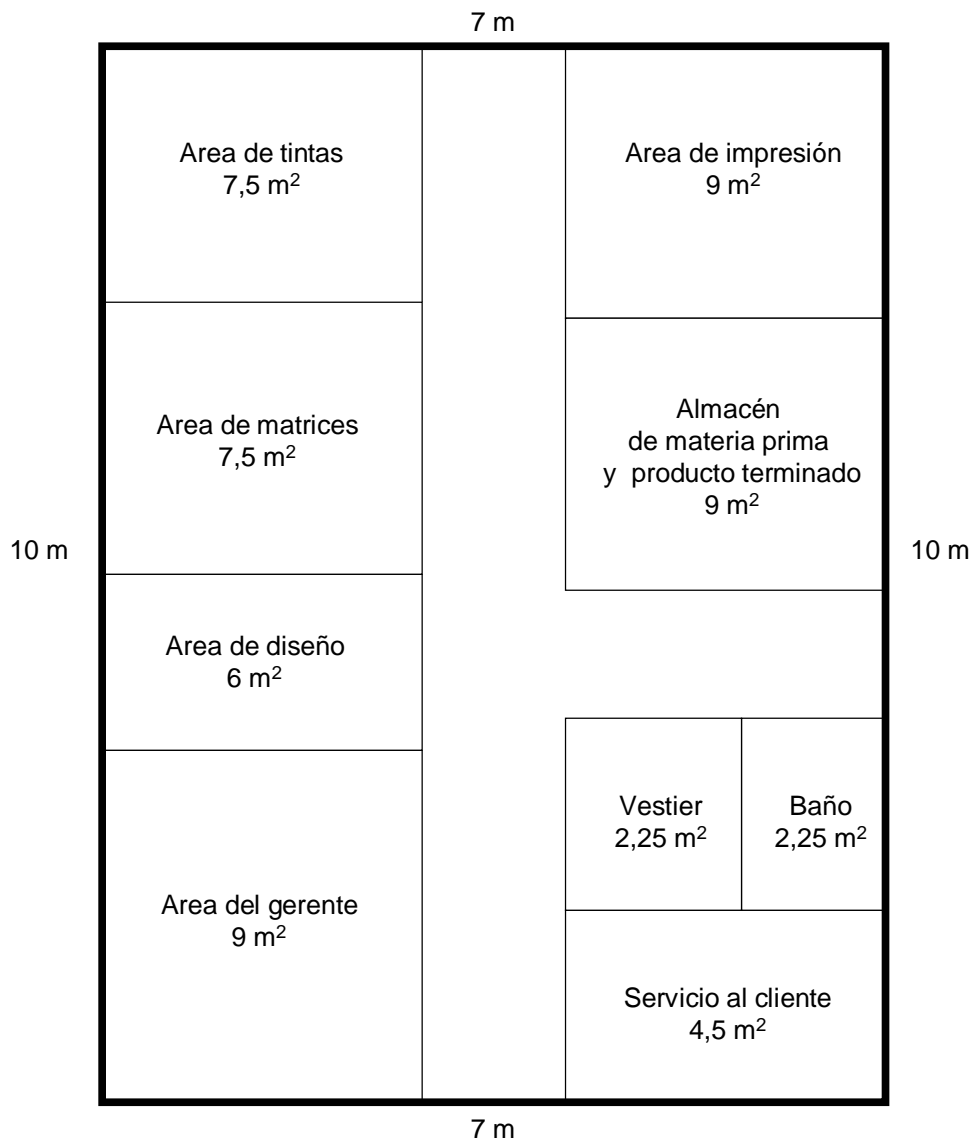 7 m
Area de tintas
7,5 m²
Area de impresión
9 m²
Area de matrices
7,5 m²
Almacén
de materia prima
y producto terminado
9 m²
10 m
10 m
Area de diseño
6 m²
Vestier
2,25 m²
Baño
2,25 m²
Area del gerente
9 m²
Servicio al cliente
4,5 m²
7 m